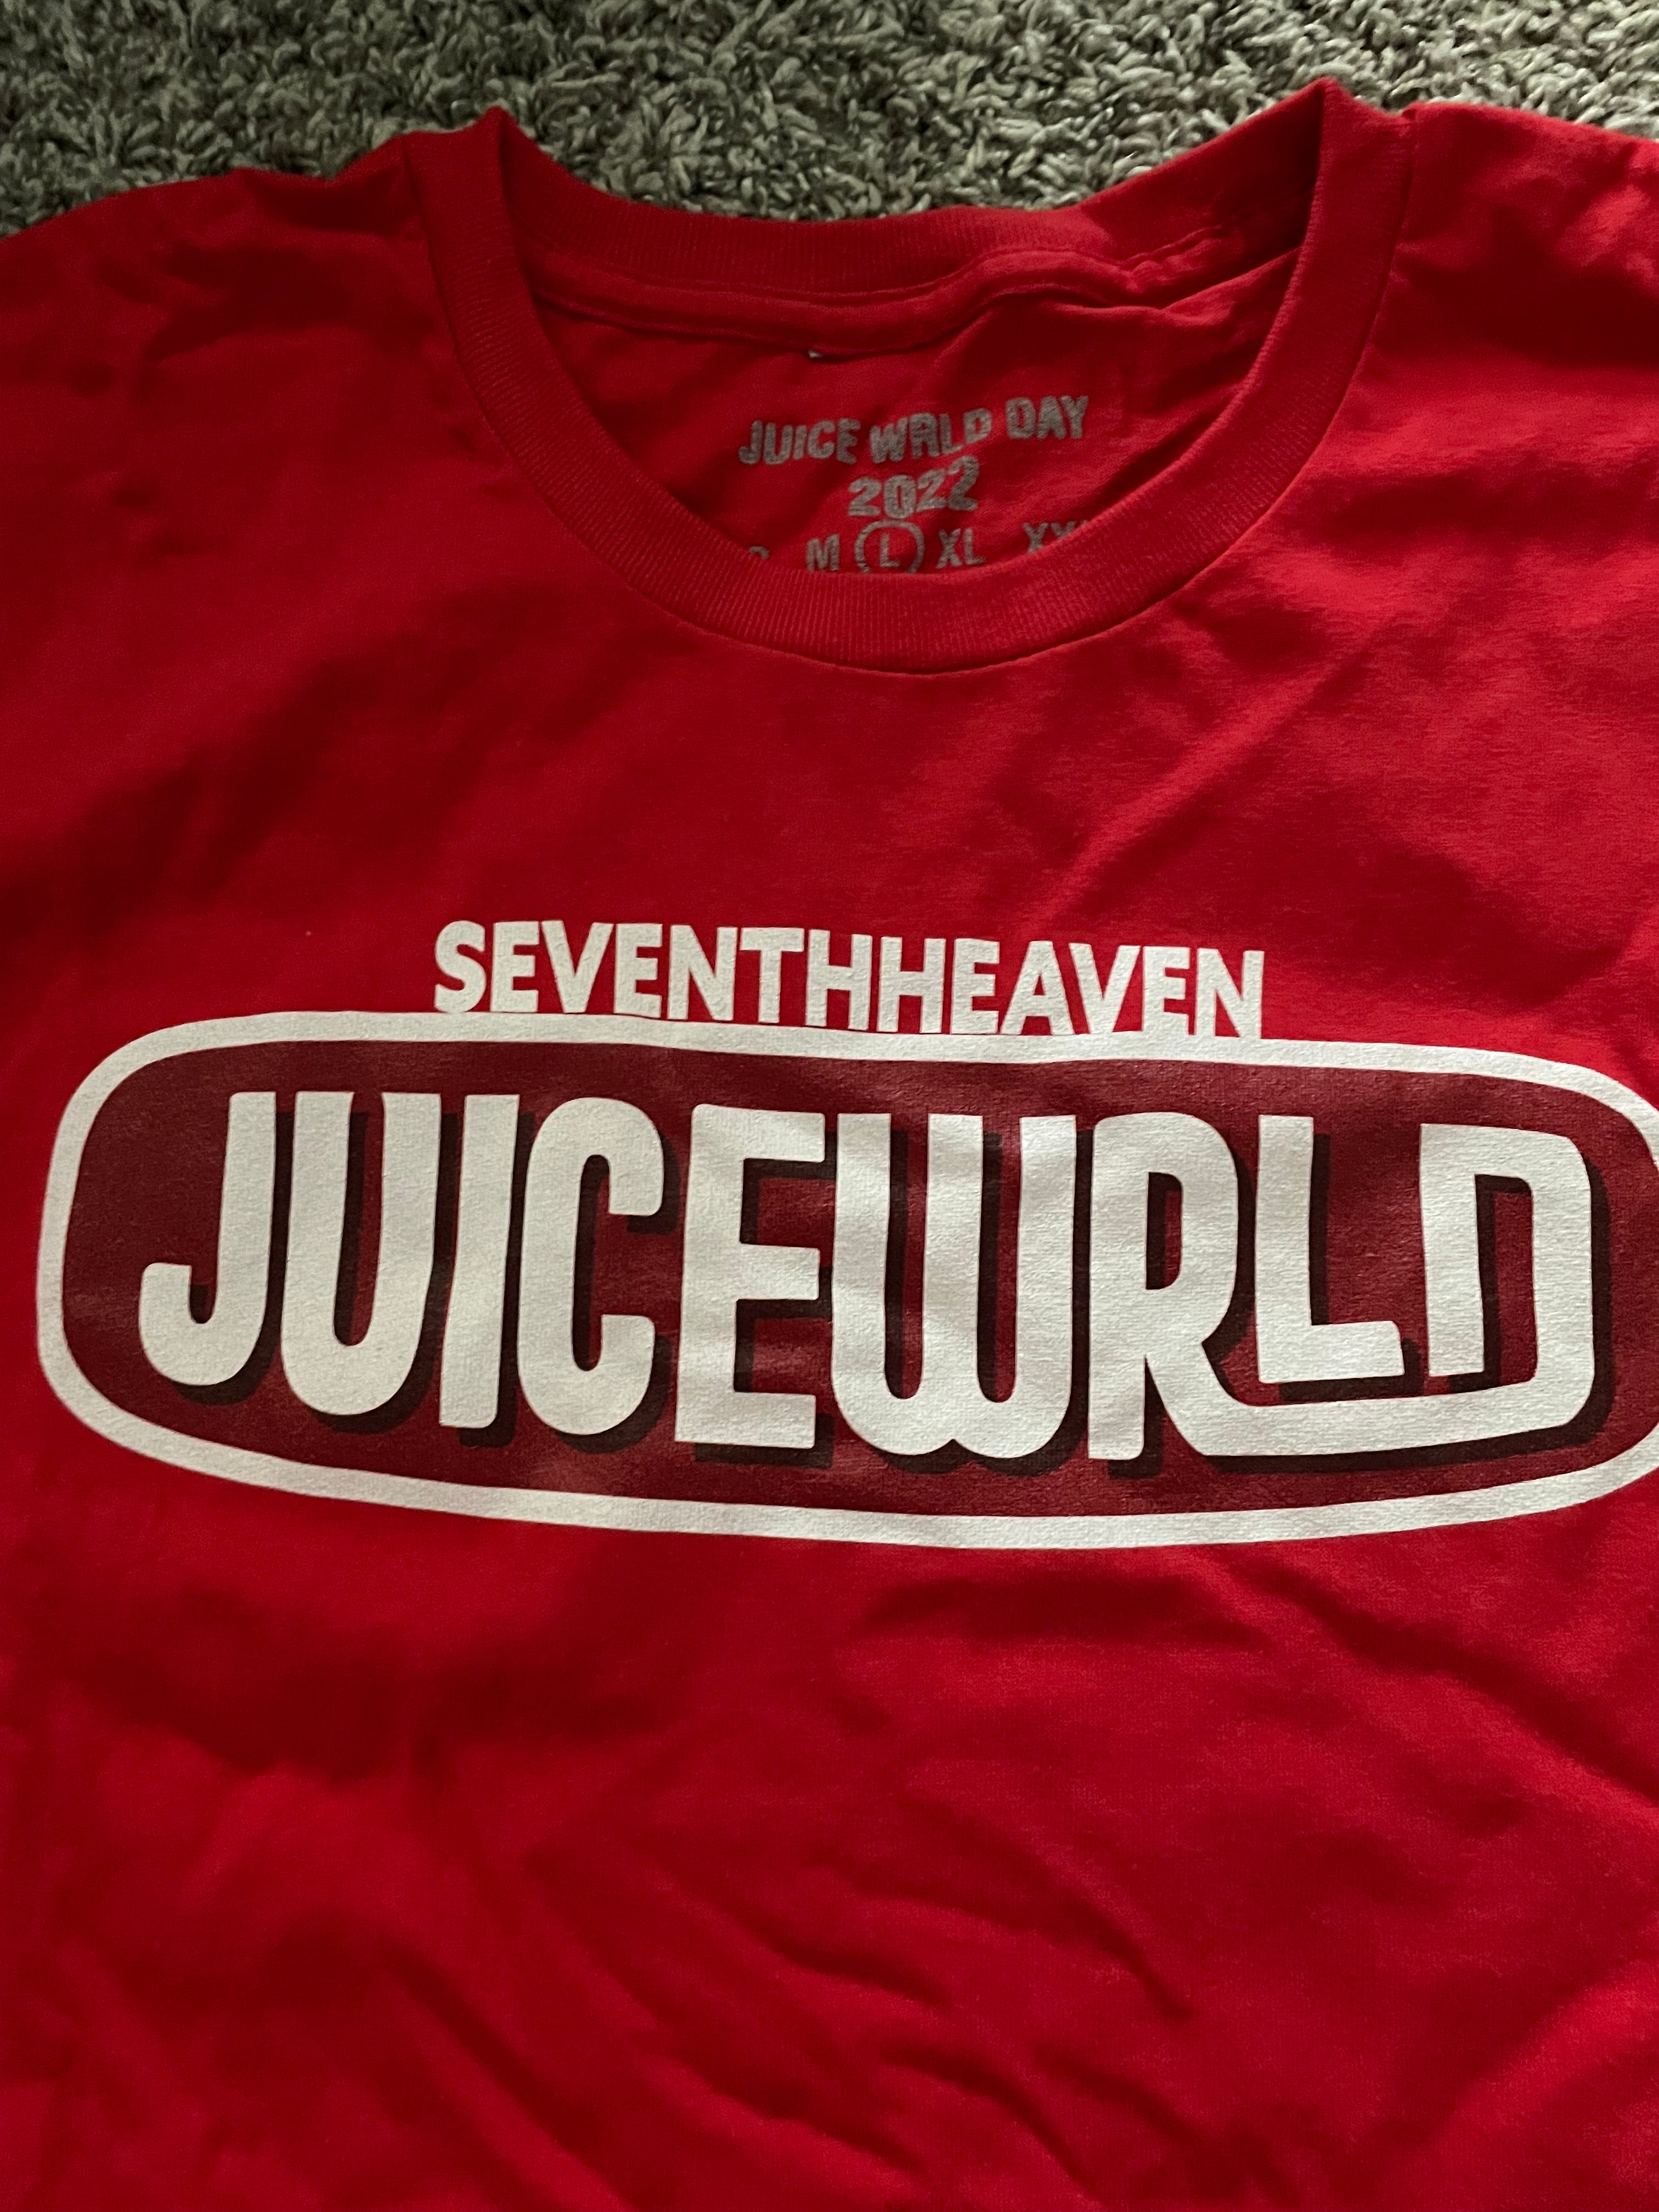 JUICE WRLD DAY
2022
M L XL
SEVENTHHEAVEN
JUICEWRLD